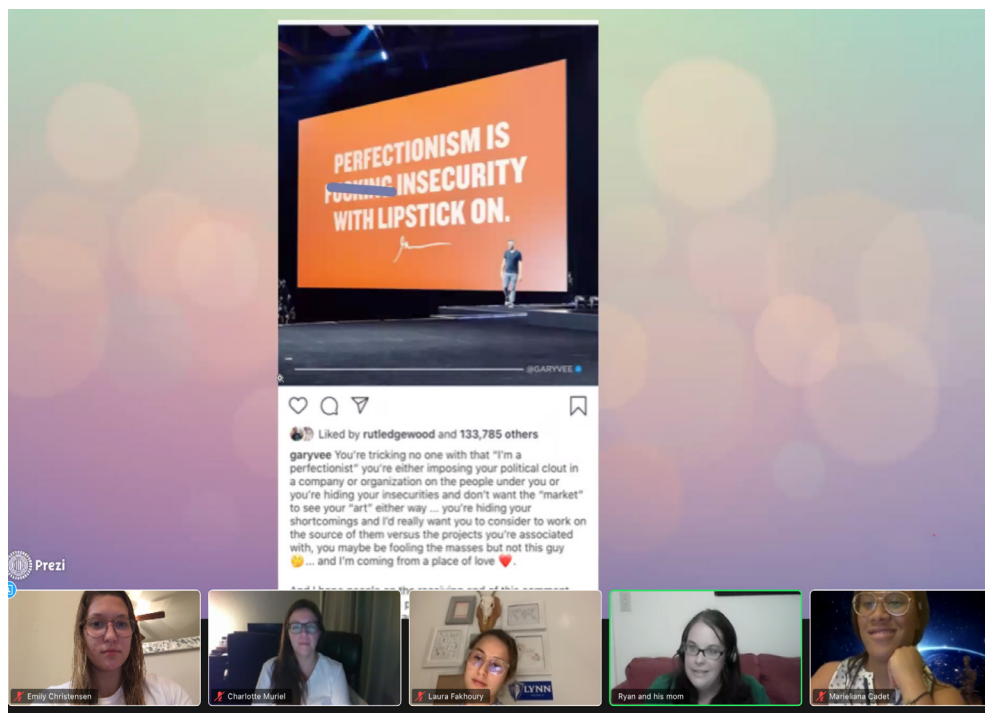 PERFECTIONISM IS
FUCKING INSECURITY
WITH LIPSTICK ON.
@GARYVEE
Liked by rutledgewood and 133,785 others
garyvee You're tricking no one with that "I'm a
perfectionist" you're either imposing your political clout in
a company or organization on the people under you or
you're hiding your insecurities and don't want the "market"
to see your "art" either way ... you're hiding your
shortcomings and I'd really want you to consider to work on
the source of them versus the projects you're associated
with, you maybe be fooling the masses but not this guy
🤔... and I'm coming from a place of love ❤️.
Prezi
LYNN
Emily Christensen
Charlotte Muriel
Laura Fakhoury
Ryan and his mom
Marieliana Cadet